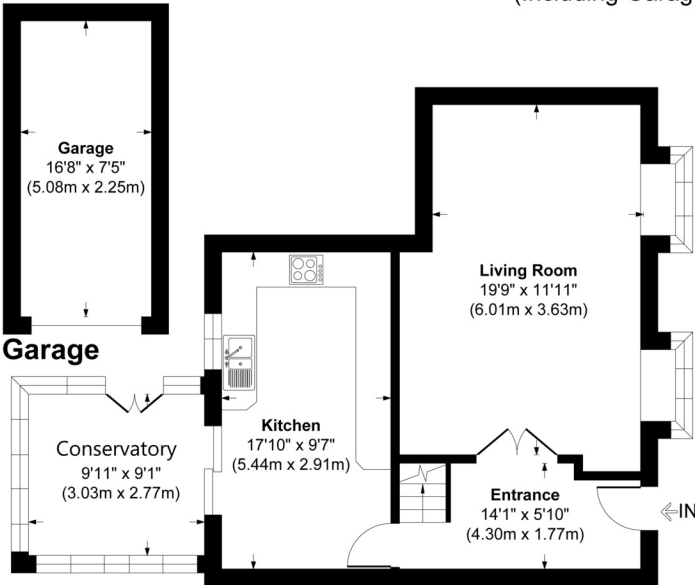 (Including Garag
Garage
16'8" x 7'5"
(5.08m x 2.25m)
Garage
Living Room
19'9" x 11'11"
(6.01m x 3.63m)
Kitchen
17'10" x 9'7"
(5.44m x 2.91m)
Conservatory
9'11" x 9'1"
(3.03m x 2.77m)
Entrance
14'1" x 5'10"
(4.30m x 1.77m)
IN